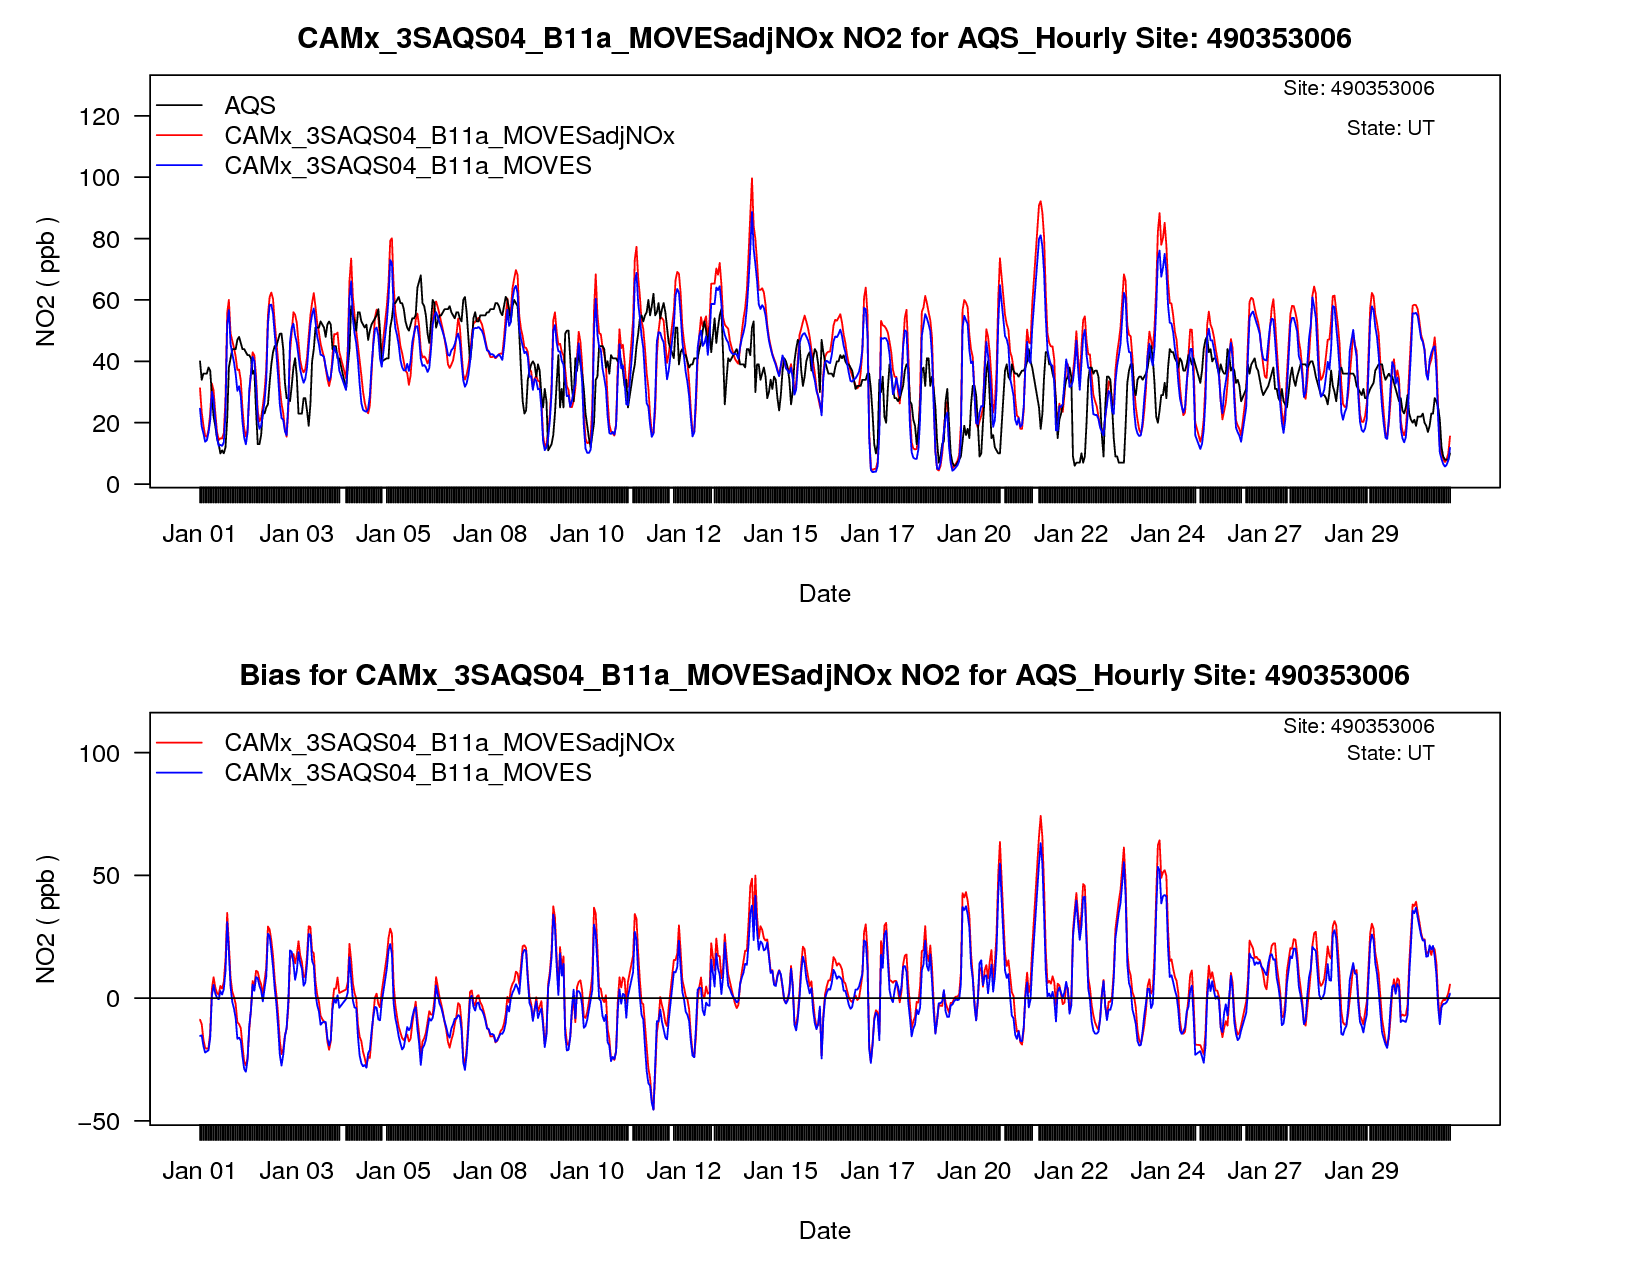 CAMx_3SAQS04_B11a_MOVESadjNOx NO2 for AQS_Hourly Site: 490353006
Site: 490353006
State: UT
AQS
CAMx_3SAQS04_B11a_MOVESadjNOx
CAMx_3SAQS04_B11a_MOVES
NO2 ( ppb )
120
100
80
60
40
20
0
Jan 01 Jan 03 Jan 05 Jan 08 Jan 10 Jan 12 Jan 15 Jan 17 Jan 20 Jan 22 Jan 24 Jan 27 Jan 29
Date
Bias for CAMx_3SAQS04_B11a_MOVESadjNOx NO2 for AQS_Hourly Site: 490353006
Site: 490353006
State: UT
CAMx_3SAQS04_B11a_MOVESadjNOx
CAMx_3SAQS04_B11a_MOVES
NO2 ( ppb )
100
50
0
−50
Jan 01 Jan 03 Jan 05 Jan 08 Jan 10 Jan 12 Jan 15 Jan 17 Jan 20 Jan 22 Jan 24 Jan 27 Jan 29
Date